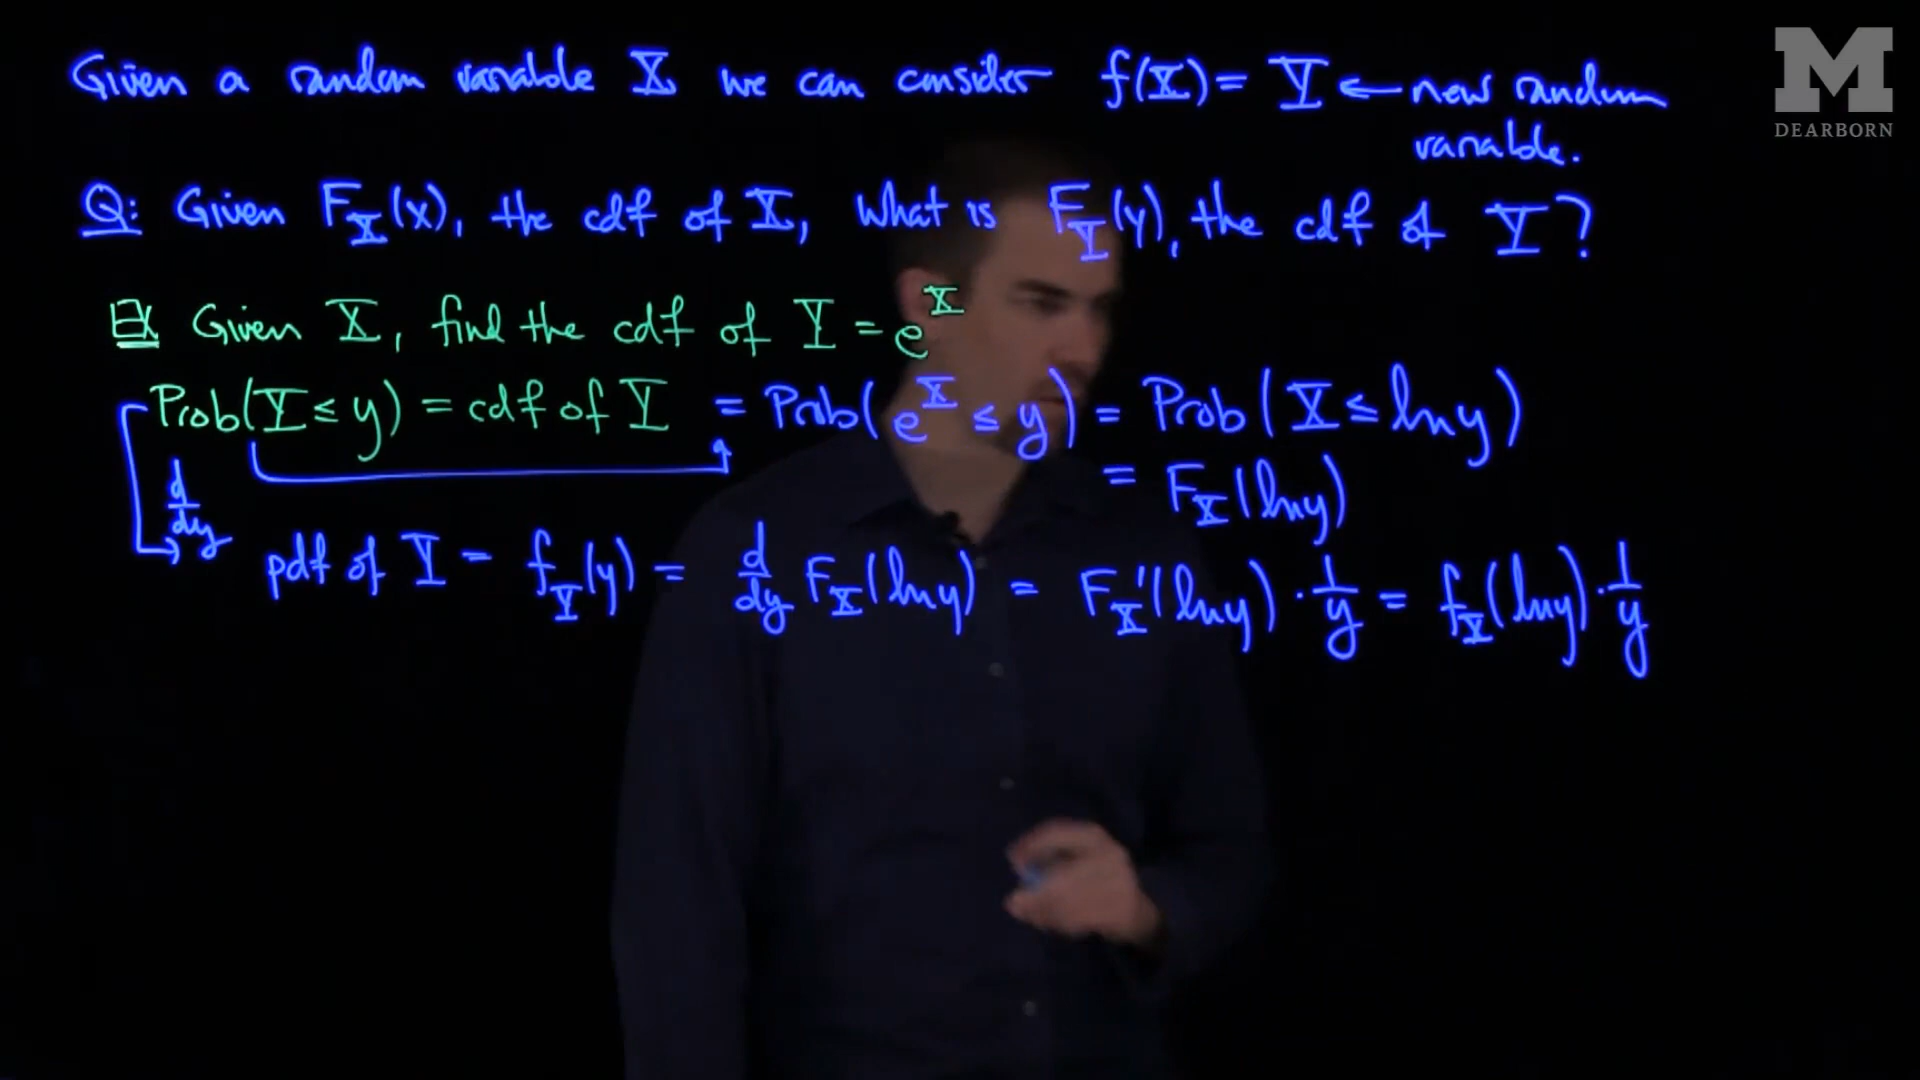 Given a random variable X we can consider f(X) = Y ← new random
variable.
M
DEARBORN
Q: Given F_X(x), the cdf of X, What is F_Y(y), the cdf of Y?
Ex Given X, find the cdf of Y = e^X
Prob(Y ≤ y) = cdf of Y = Prob(e^X ≤ y) = Prob(X ≤ ln y)
= F_X(ln y)
d/dy
pdf of Y = f_Y(y) = d/dy F_X(ln y) = F_X'(ln y) · 1/y = f_X(ln y) · 1/y